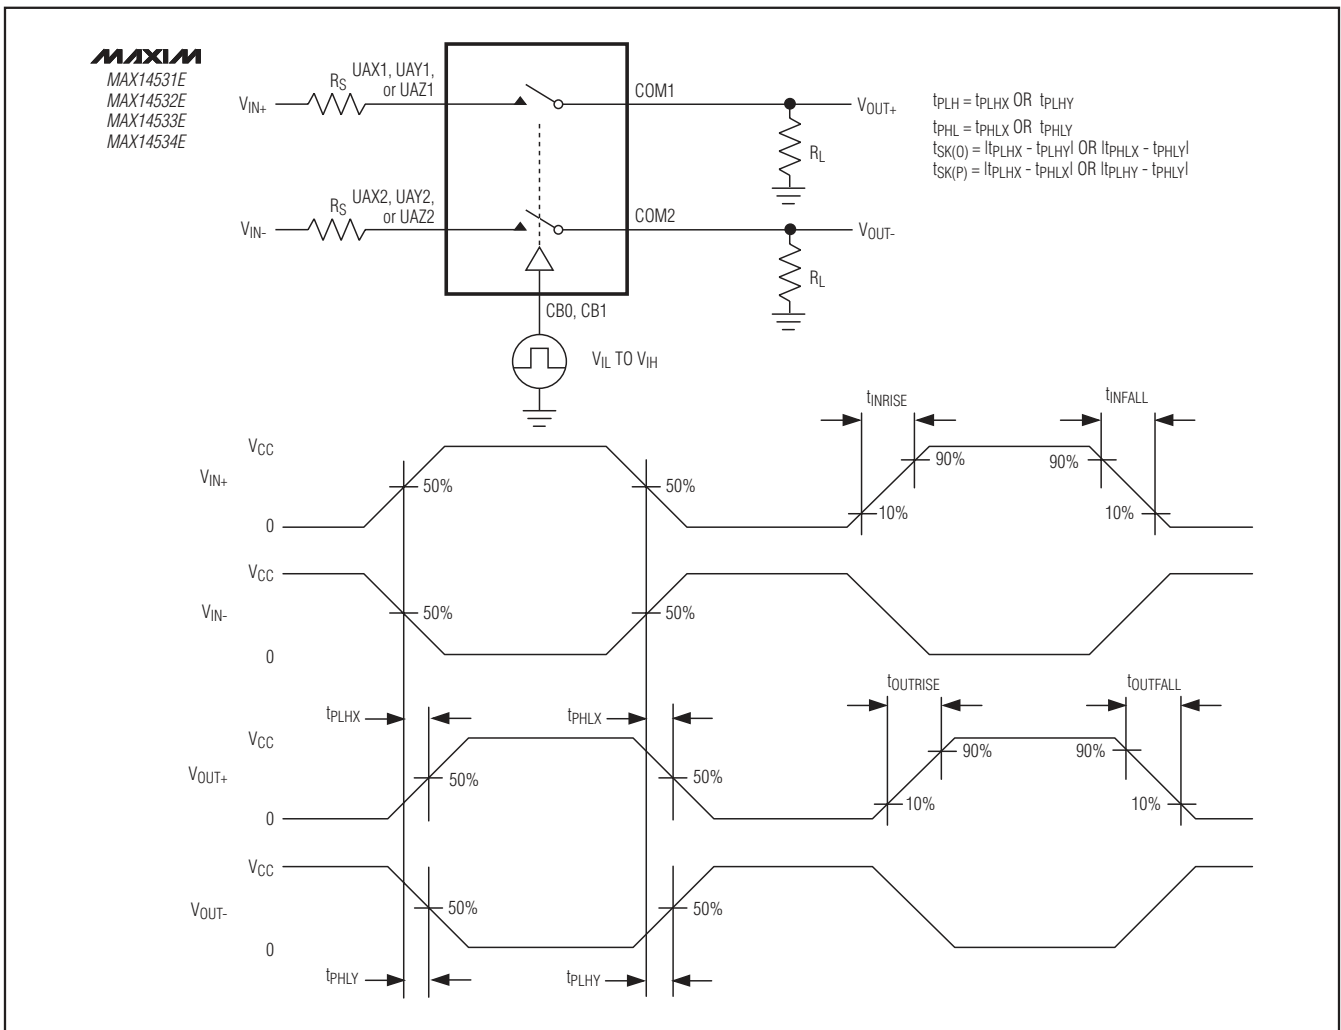 MAXIM
MAX14531E
MAX14532E
MAX14533E
MAX14534E
VIN+
RS
UAX1, UAY1,
or UAZ1
COM1
VOUT+
RL
tPLH = tPLHX OR tPLHY
tPHL = tPHLX OR tPHLY
tSK(O) = |tPLHX - tPLHY| OR |tPHLX - tPHLY|
tSK(P) = |tPLHX - tPHLX| OR |tPLHY - tPHLY|
VIN-
RS
UAX2, UAY2,
or UAZ2
COM2
VOUT-
RL
CB0, CB1
VIL TO VIH
tINRISE
tINFALL
VCC
VIN+
0
50%
50%
10%
90%
90%
10%
VCC
VIN-
0
50%
50%
tOUTRISE
tOUTFALL
tPLHX
tPHLX
VCC
VOUT+
0
50%
50%
10%
90%
90%
10%
VCC
VOUT-
0
50%
50%
tPHLY
tPLHY